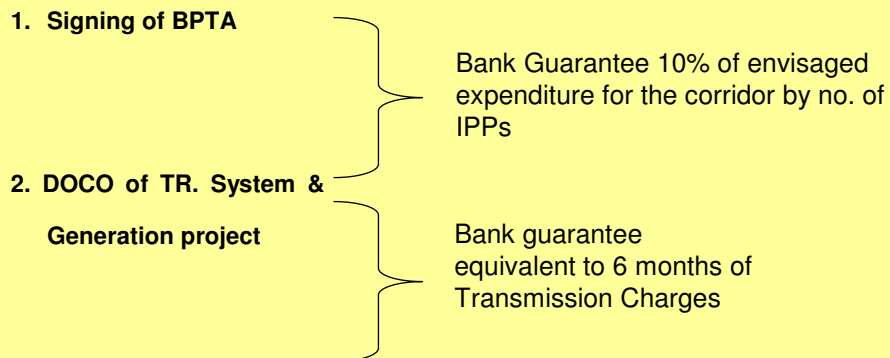 1. Signing of BPTA
Bank Guarantee 10% of envisaged
expenditure for the corridor by no. of
IPPs
2. DOCO of TR. System &
Generation project
Bank guarantee
equivalent to 6 months of
Transmission Charges